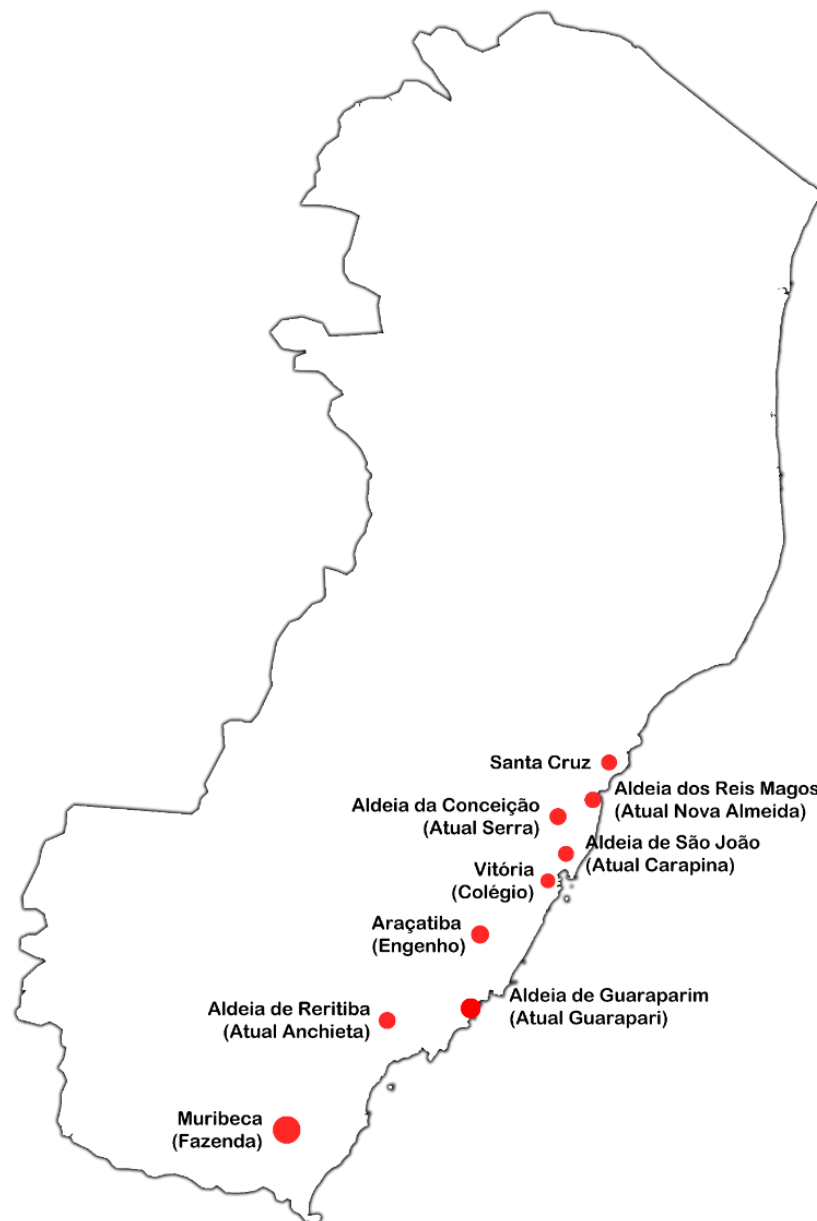 Santa Cruz
Aldeia dos Reis Magos
(Atual Nova Almeida)
Aldeia da Conceição
(Atual Serra)
Aldeia de São João
(Atual Carapina)
Vitória
(Colégio)
Araçatiba
(Engenho)
Aldeia de Guaraparim
(Atual Guarapari)
Aldeia de Reritiba
(Atual Anchieta)
Muribeca
(Fazenda)